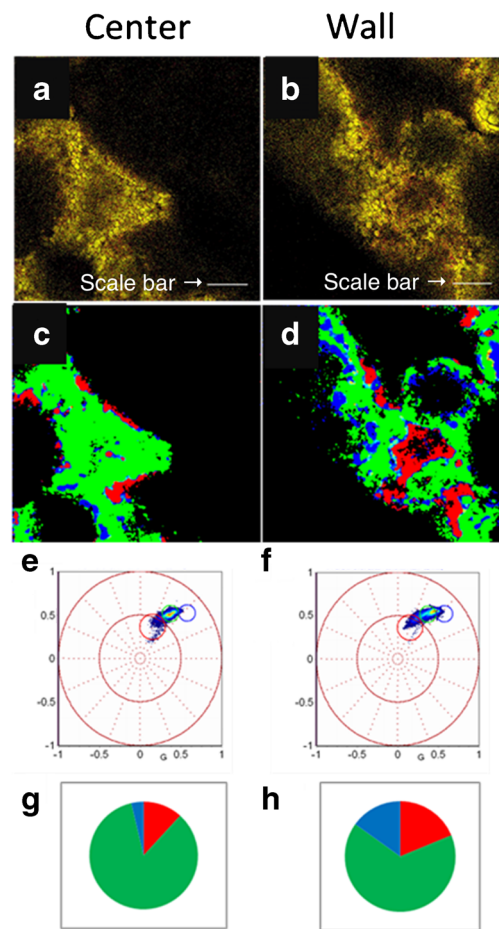 Center Wall
a b
Scale bar → Scale bar →
c d
e f
1 1
0.5 0.5
0 0
-0.5 -0.5
-1 -1
-1 -0.5 0 0.5 1 -1 -0.5 0 0.5 1
G G
g h